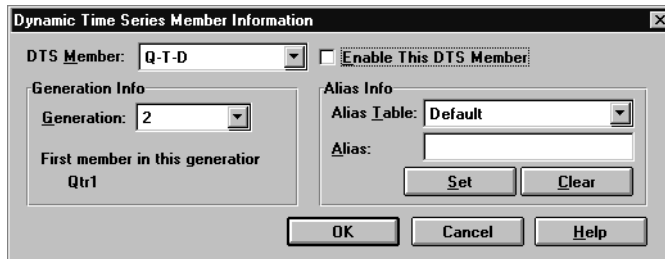 Dynamic Time Series Member Information
DTS Member: Q-T-D Enable This DTS Member
Generation Info
Generation: 2
First member in this generatior
Qtr1
Alias Info
Alias Table: Default
Alias:
Set Clear
OK Cancel Help